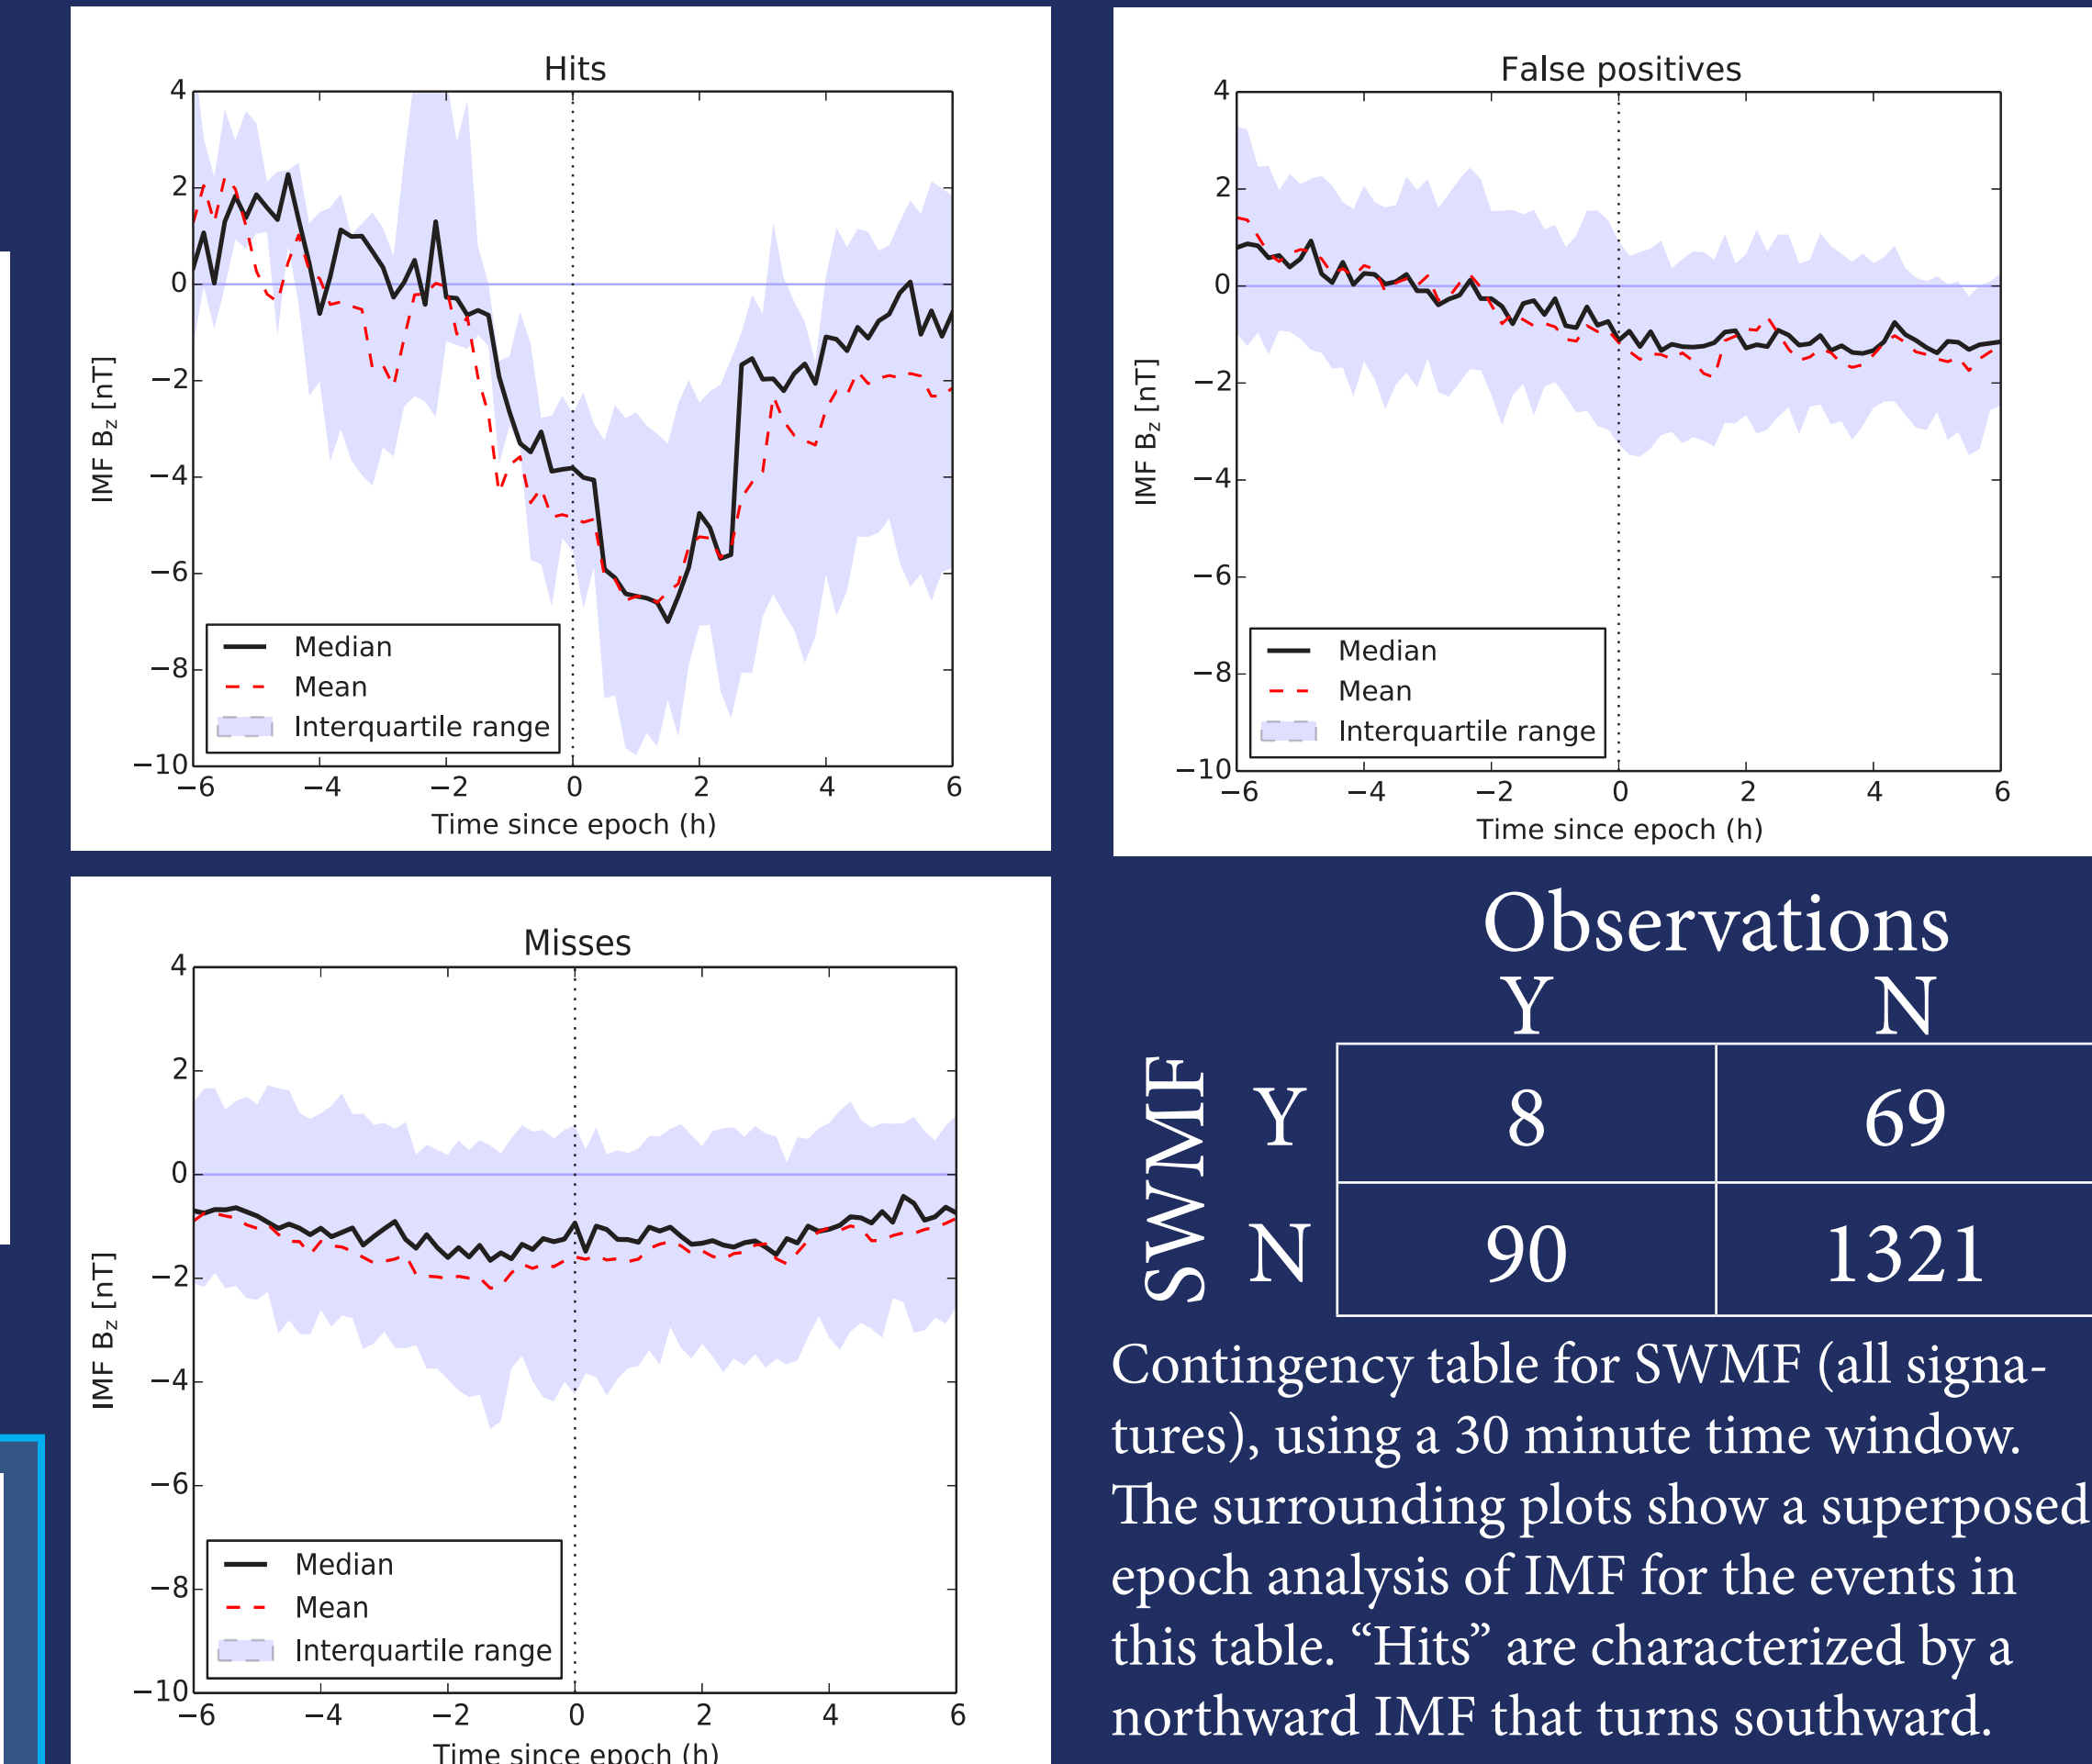 Hits
4
2
0
−2
−4
−6
−8
−10
IMF Bz [nT]
Median
Mean
Interquartile range
−6 −4 −2 0 2 4 6
Time since epoch (h)
False positives
4
2
0
−2
−4
−6
−8
−10
IMF Bz [nT]
Median
Mean
Interquartile range
−6 −4 −2 0 2 4 6
Time since epoch (h)
Misses
4
2
0
−2
−4
−6
−8
−10
IMF Bz [nT]
Median
Mean
Interquartile range
−6 −4 −2 0 2 4 6
Time since epoch (h)
Observations
Y N
SWMF
Y 8 69
N 90 1321
Contingency table for SWMF (all signa-
tures), using a 30 minute time window.
The surrounding plots show a superposed
epoch analysis of IMF for the events in
this table. “Hits” are characterized by a
northward IMF that turns southward.